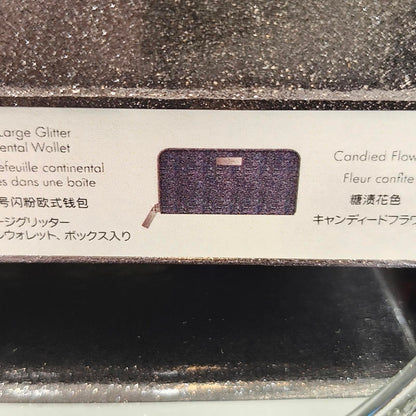 Large Glitter
ental Wallet
efeuille continental
es dans une boîte
号闪粉欧式钱包
ージグリッター
ルウォレット、ボックス入り
Candied Flow
Fleur confite
糖渍花色
キャンディードフラワ